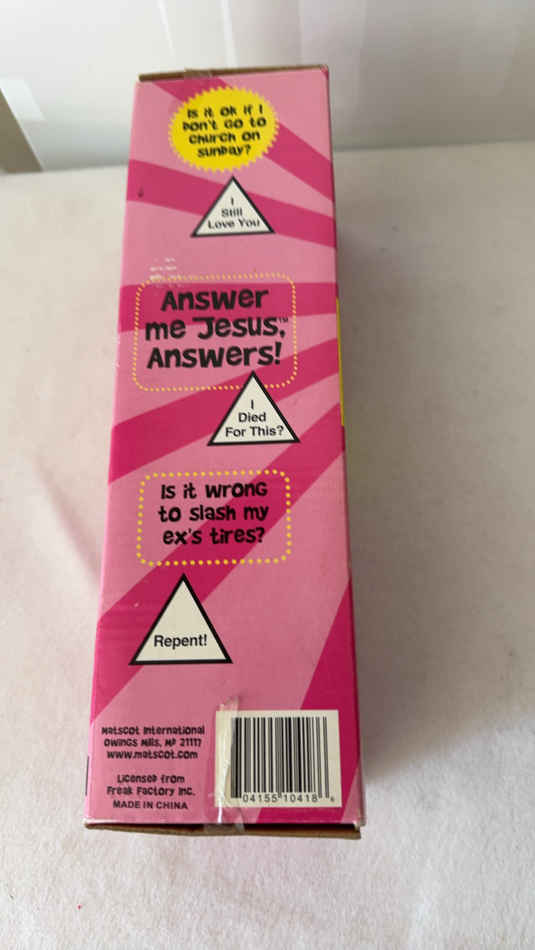 Is it ok if I
Don't Go to
church on
sunday?
I
Still
Love You
Answer
me Jesus,™
Answers!
I
Died
For This?
Is it wrong
to slash my
ex's tires?
Repent!
Matscot International
Owings Mills, MD 21117
www.matscot.com
Licensed from
Freak Factory Inc.
MADE IN CHINA
04155 10418